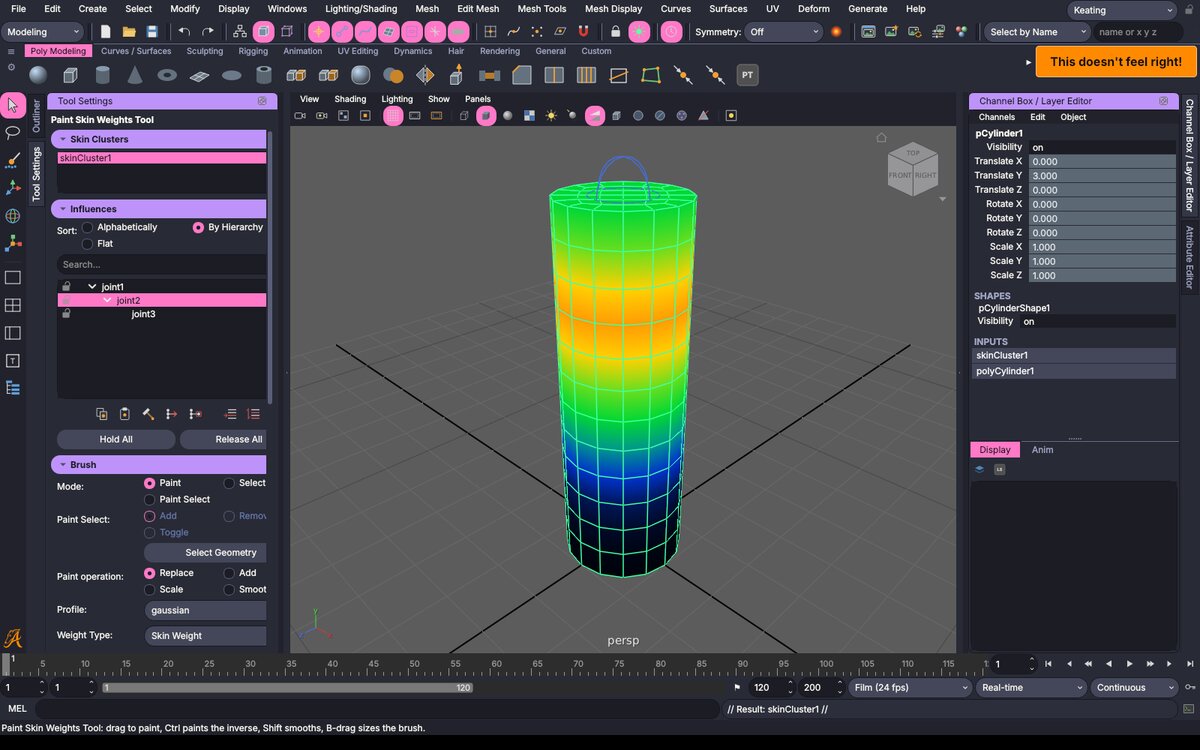 File Edit Create Select Modify Display Windows Lighting/Shading Mesh Edit Mesh Mesh Tools Mesh Display Curves Surfaces UV Deform Generate Help Keating
Modeling Symmetry: Off Select by Name name or x y z
Poly Modeling Curves / Surfaces Sculpting Rigging Animation UV Editing Dynamics Hair Rendering General Custom
This doesn't feel right!
PT
Tool Settings
Outliner
Tool Settings
Paint Skin Weights Tool
Skin Clusters
skinCluster1
Influences
Sort: Alphabetically By Hierarchy
Flat
Search...
joint1
joint2
joint3
Hold All Release All
Brush
Mode: Paint Select
Paint Select
Paint Select: Add Remov
Toggle
Select Geometry
Paint operation: Replace Add
Scale Smoot
Profile: gaussian
Weight Type: Skin Weight
View Shading Lighting Show Panels
TOP
FRONT RIGHT
persp
y
Channel Box / Layer Editor
Channels Edit Object
pCylinder1
Visibility on
Translate X 0.000
Translate Y 3.000
Translate Z 0.000
Rotate X 0.000
Rotate Y 0.000
Rotate Z 0.000
Scale X 1.000
Scale Y 1.000
Scale Z 1.000
SHAPES
pCylinderShape1
Visibility on
INPUTS
skinCluster1
polyCylinder1
Display Anim
Channel Box / Layer Editor
Attribute Editor
1 5 10 15 20 25 30 35 40 45 50 55 60 65 70 75 80 85 90 95 100 105 110 115 1
1 1 1 120 120 200 Film (24 fps) Real-time Continuous
MEL // Result: skinCluster1 //
Paint Skin Weights Tool: drag to paint, Ctrl paints the inverse, Shift smooths, B-drag sizes the brush.